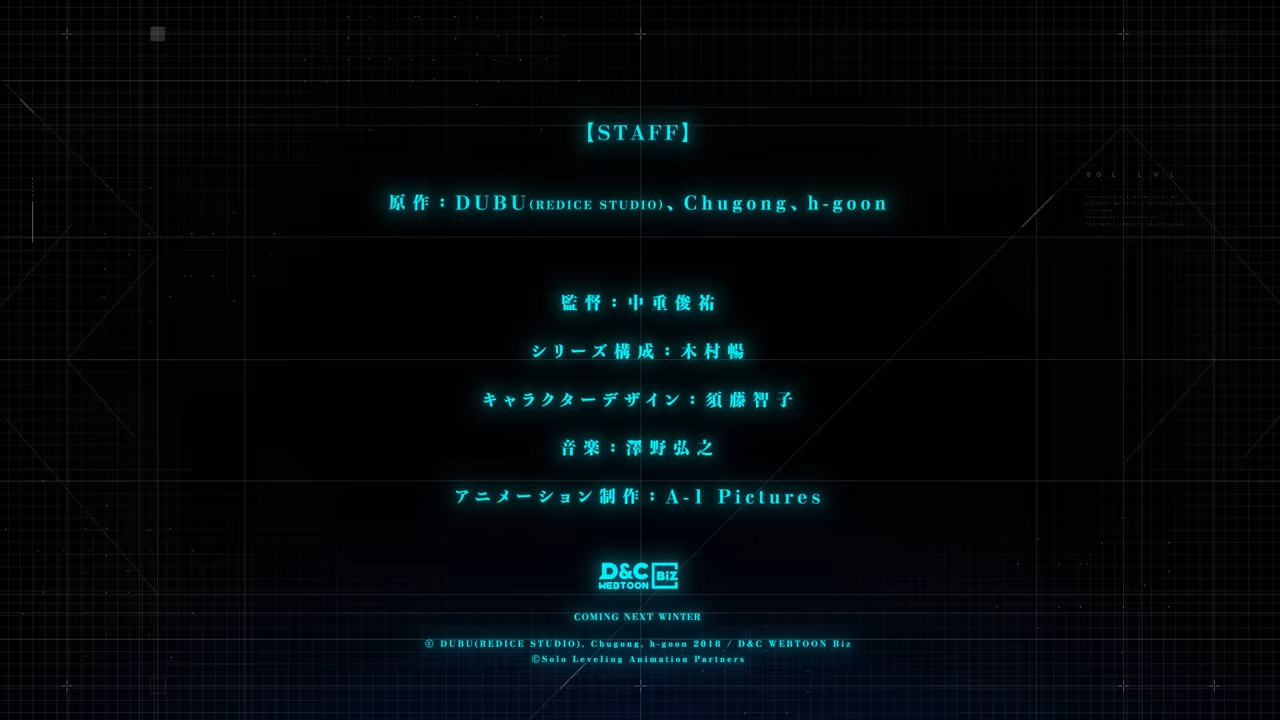 【STAFF】
原作：DUBU(REDICE STUDIO)、Chugong、h-goon
SOL LVL
監督：中重俊祐
シリーズ構成：木村暢
キャラクターデザイン：須藤智子
音楽：澤野弘之
アニメーション制作：A-1 Pictures
D&C WEBTOON BiZ
COMING NEXT WINTER
© DUBU(REDICE STUDIO), Chugong, h-goon 2018 / D&C WEBTOON Biz
©Solo Leveling Animation Partners